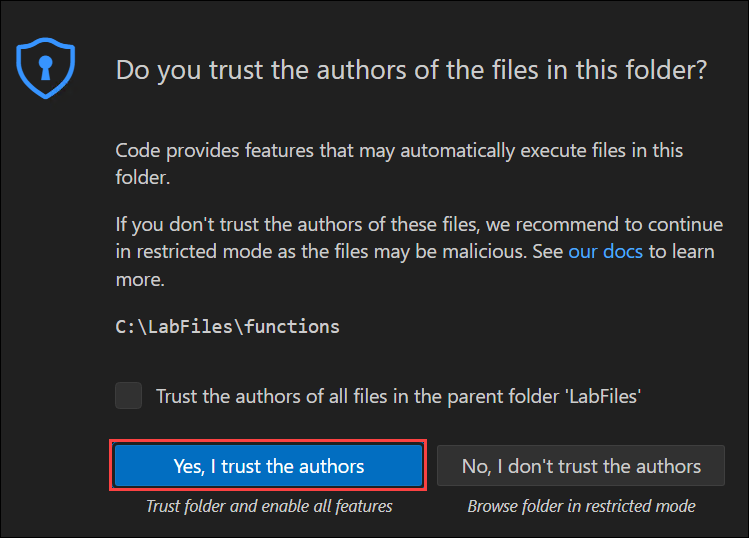 Do you trust the authors of the files in this folder?
Code provides features that may automatically execute files in this
folder.
If you don't trust the authors of these files, we recommend to continue
in restricted mode as the files may be malicious. See our docs to learn
more.
C:\LabFiles\functions
Trust the authors of all files in the parent folder 'LabFiles'
Yes, I trust the authors
No, I don't trust the authors
Trust folder and enable all features
Browse folder in restricted mode